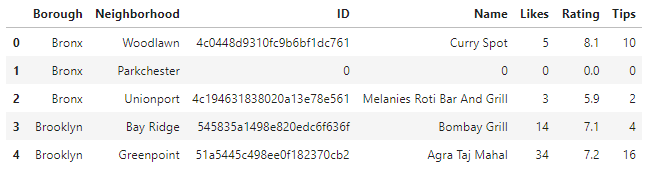 Borough Neighborhood ID Name Likes Rating Tips
0 Bronx Woodlawn 4c0448d9310fc9b6bf1dc761 Curry Spot 5 8.1 10
1 Bronx Parkchester 0 0 0 0.0 0
2 Bronx Unionport 4c194631838020a13e78e561 Melanies Roti Bar And Grill 3 5.9 2
3 Brooklyn Bay Ridge 545835a1498e820edc6f636f Bombay Grill 14 7.1 4
4 Brooklyn Greenpoint 51a5445c498ee0f182370cb2 Agra Taj Mahal 34 7.2 16